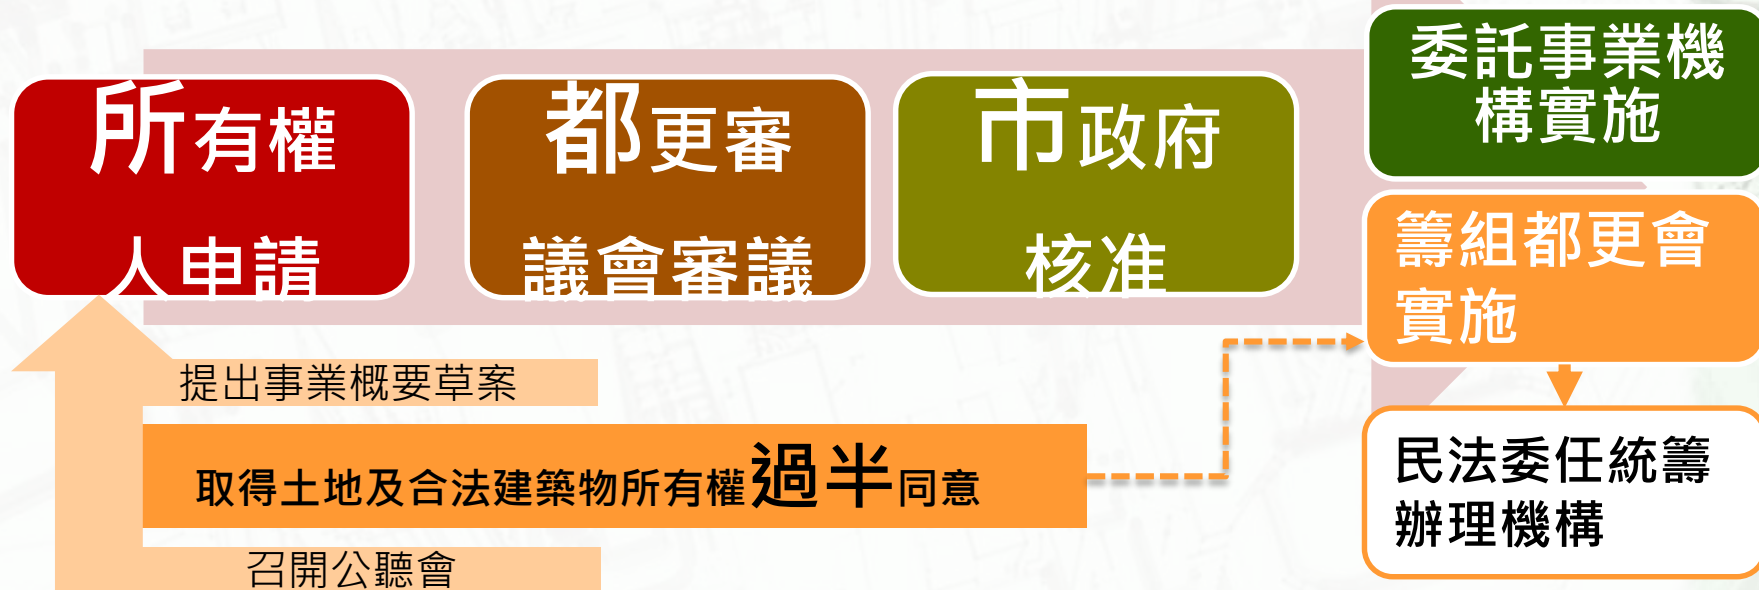 所有權
人申請
都更審
議會審議
市政府
核准
委託事業機
構實施
籌組都更會
實施
提出事業概要草案
取得土地及合法建築物所有權過半同意
召開公聽會
民法委任統籌
辦理機構